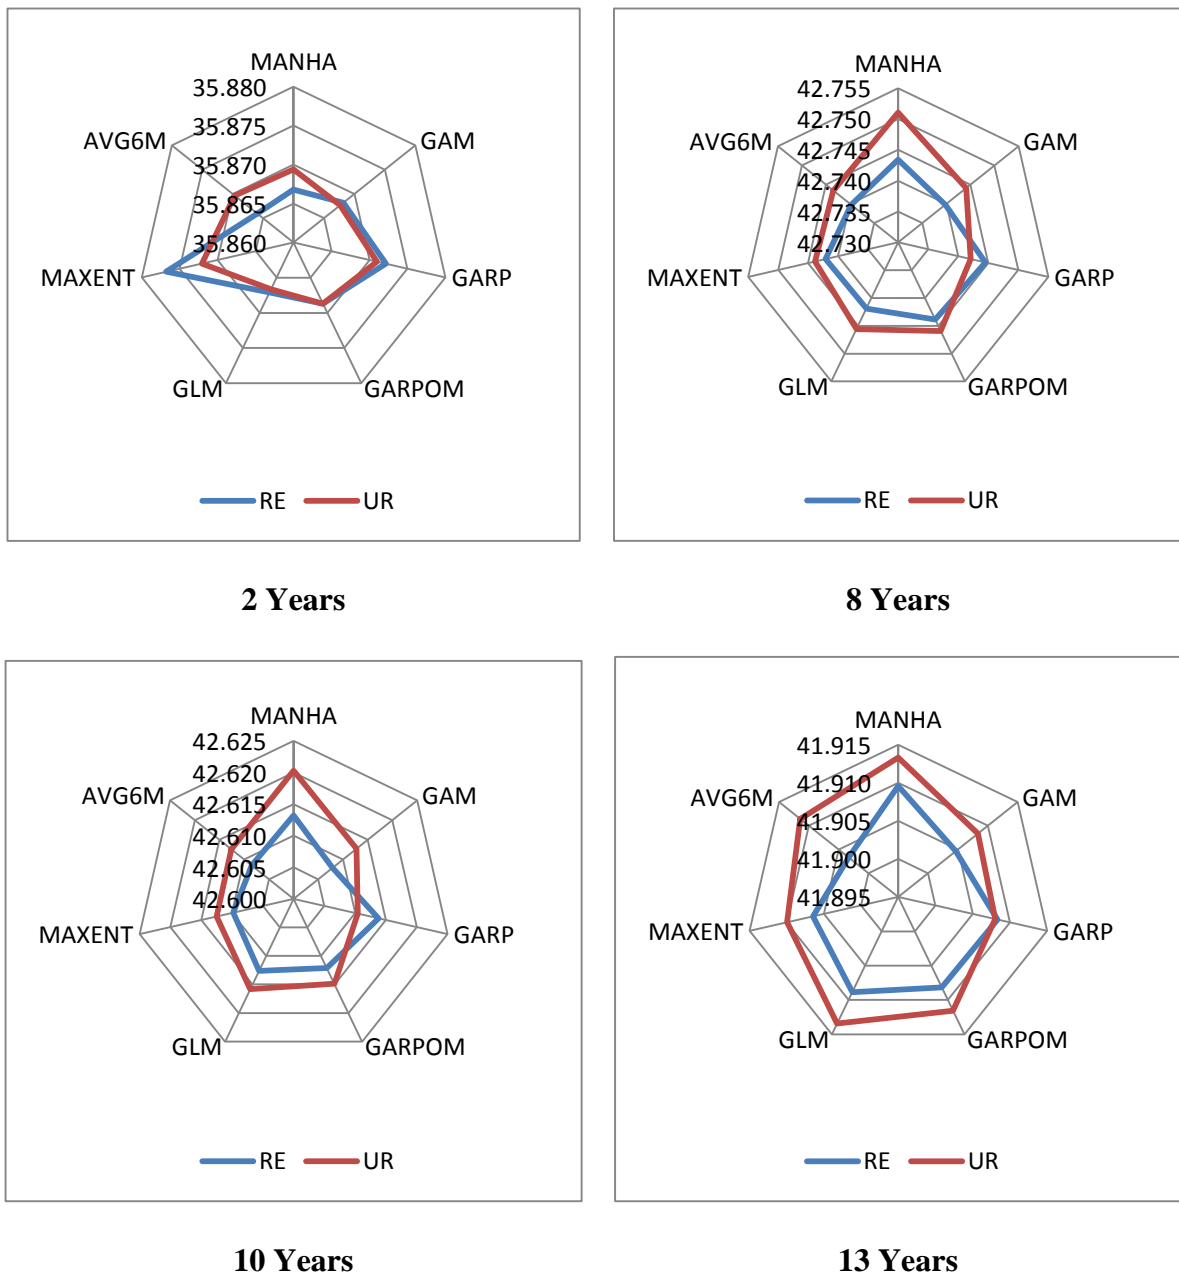 MANHA
35.880
35.875
35.870
35.865
35.860
GAM
GARP
GARPOM
GLM
MAXENT
AVG6M
RE UR
2 Years
MANHA
42.755
42.750
42.745
42.740
42.735
42.730
GAM
GARP
GARPOM
GLM
MAXENT
AVG6M
RE UR
8 Years
MANHA
42.625
42.620
42.615
42.610
42.605
42.600
GAM
GARP
GARPOM
GLM
MAXENT
AVG6M
RE UR
10 Years
MANHA
41.915
41.910
41.905
41.900
41.895
GAM
GARP
GARPOM
GLM
MAXENT
AVG6M
RE UR
13 Years